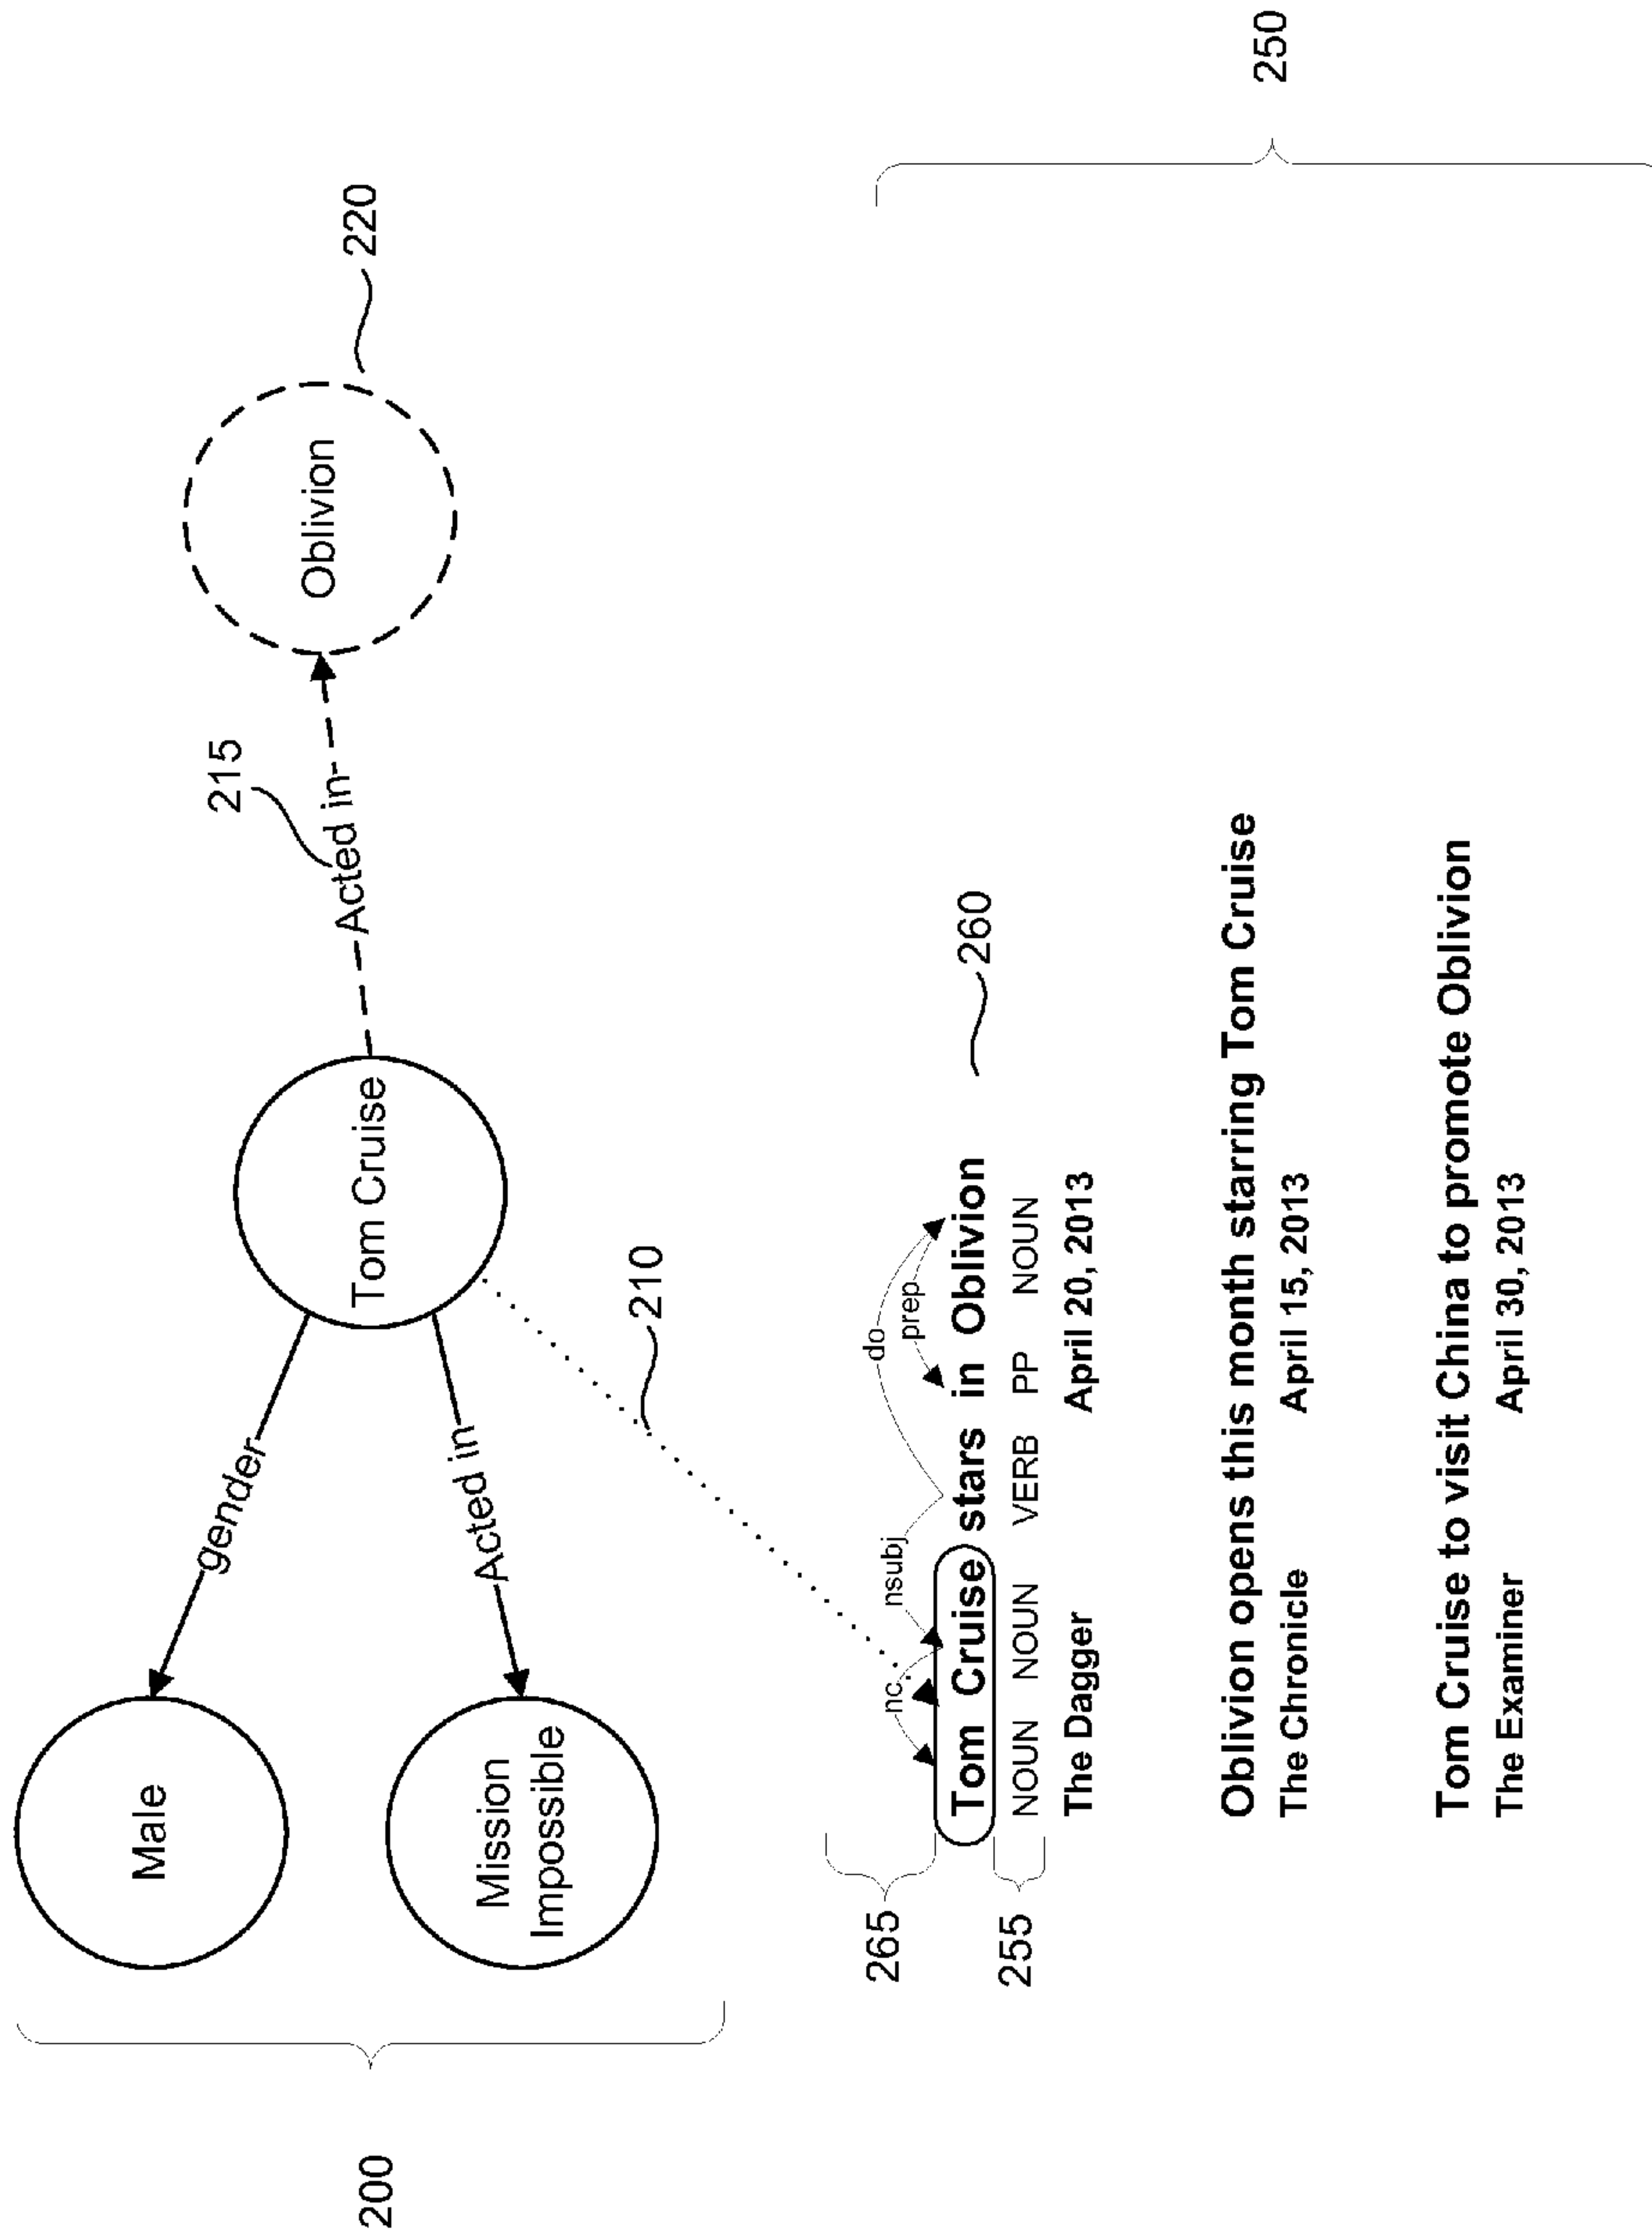 200
Male
gender
Tom Cruise
Acted in
215
Oblivion
220
Mission
Impossible
Acted in
210
265
nc
nsubj
do
prep
Tom Cruise stars in Oblivion
260
255
NOUN NOUN VERB PP NOUN
The Dagger April 20, 2013
Oblivion opens this month starring Tom Cruise
The Chronicle April 15, 2013
250
Tom Cruise to visit China to promote Oblivion
The Examiner April 30, 2013